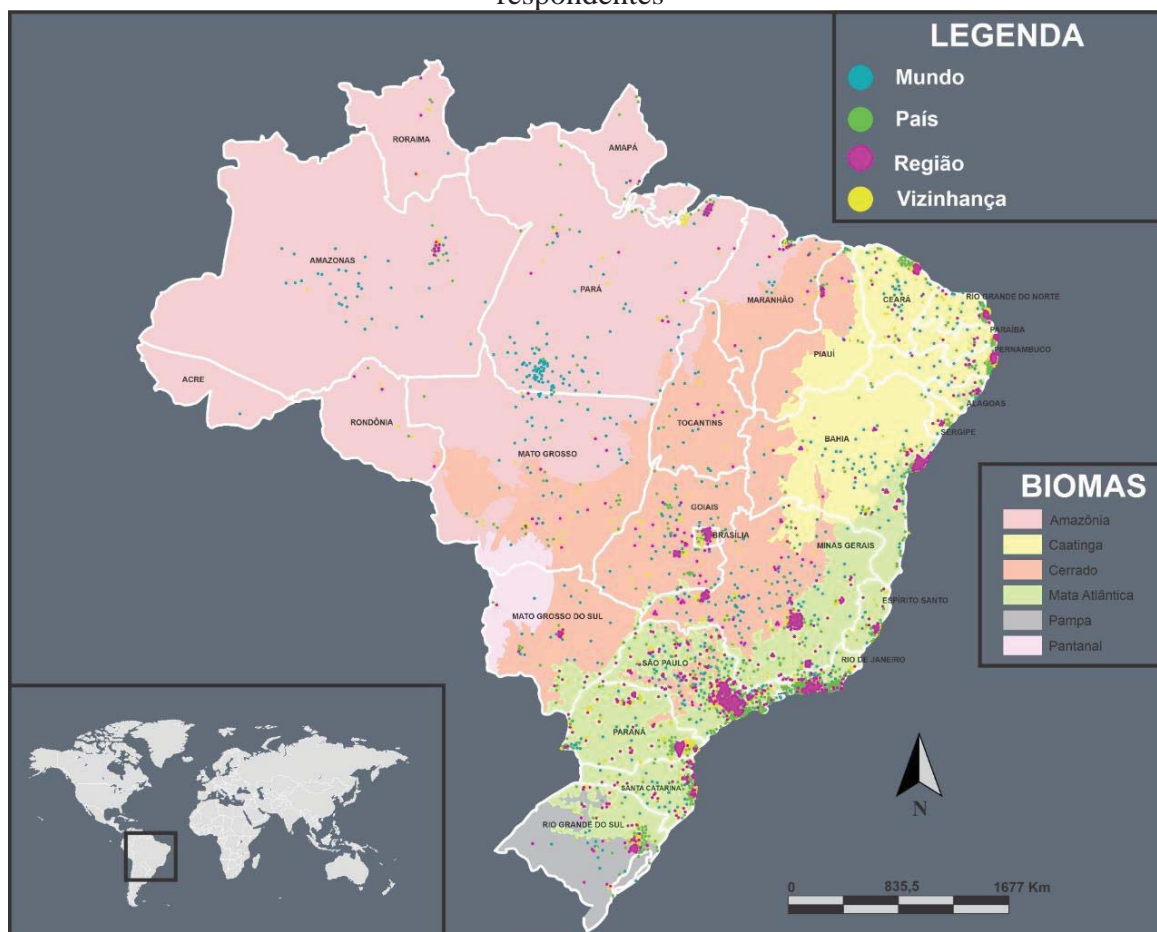 respondentes
LEGENDA
Mundo
País
Região
Vizinhança
RORAIMA
AMAPÁ
AMAZONAS
PARÁ
MARANHÃO
CEARÁ
RIO GRANDE DO NORTE
PARAÍBA
PERNAMBUCO
PIAUÍ
ACRE
ALAGOAS
RONDÔNIA
TOCANTINS
SERGIPE
BAHIA
MATO GROSSO
GOIAIS
BRASÍLIA
MINAS GERAIS
ESPÍRITO SANTO
MATO GROSSO DO SUL
RIO DE JANEIRO
SÃO PAULO
PARANÁ
SANTA CATARINA
RIO GRANDE DO SUL
BIOMAS
Amazônia
Caatinga
Cerrado
Mata Atlântica
Pampa
Pantanal
N
0 835,5 1677 Km